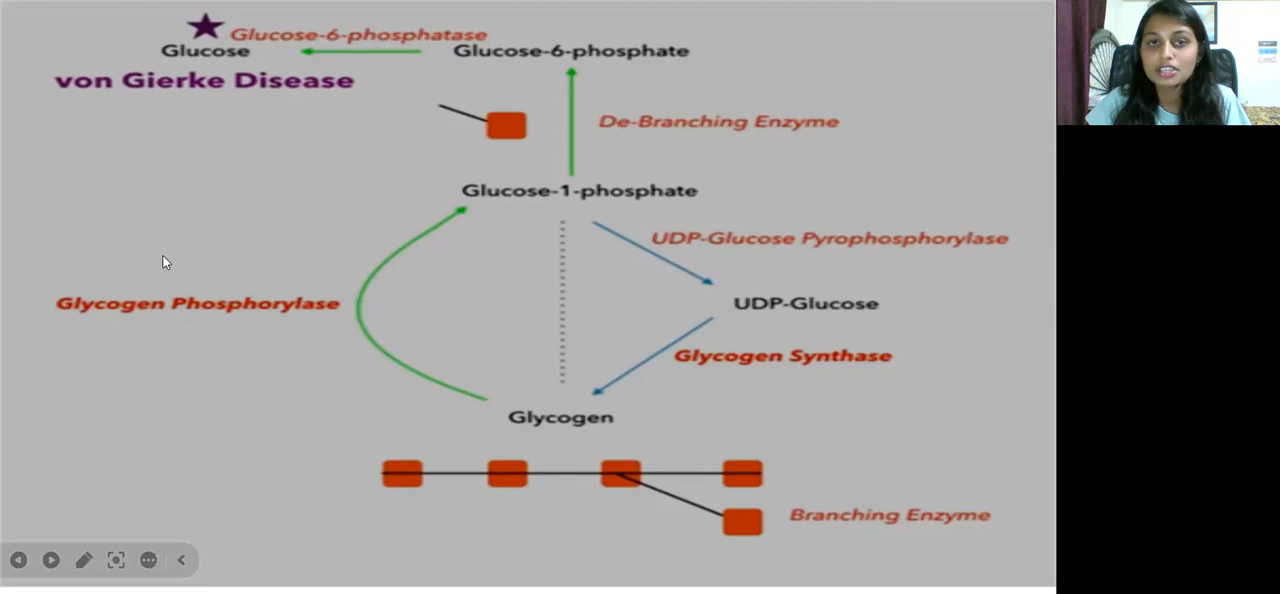 Glucose-6-phosphatase
Glucose
Glucose-6-phosphate
von Gierke Disease
De-Branching Enzyme
Glucose-1-phosphate
UDP-Glucose Pyrophosphorylase
Glycogen Phosphorylase
UDP-Glucose
Glycogen Synthase
Glycogen
Branching Enzyme